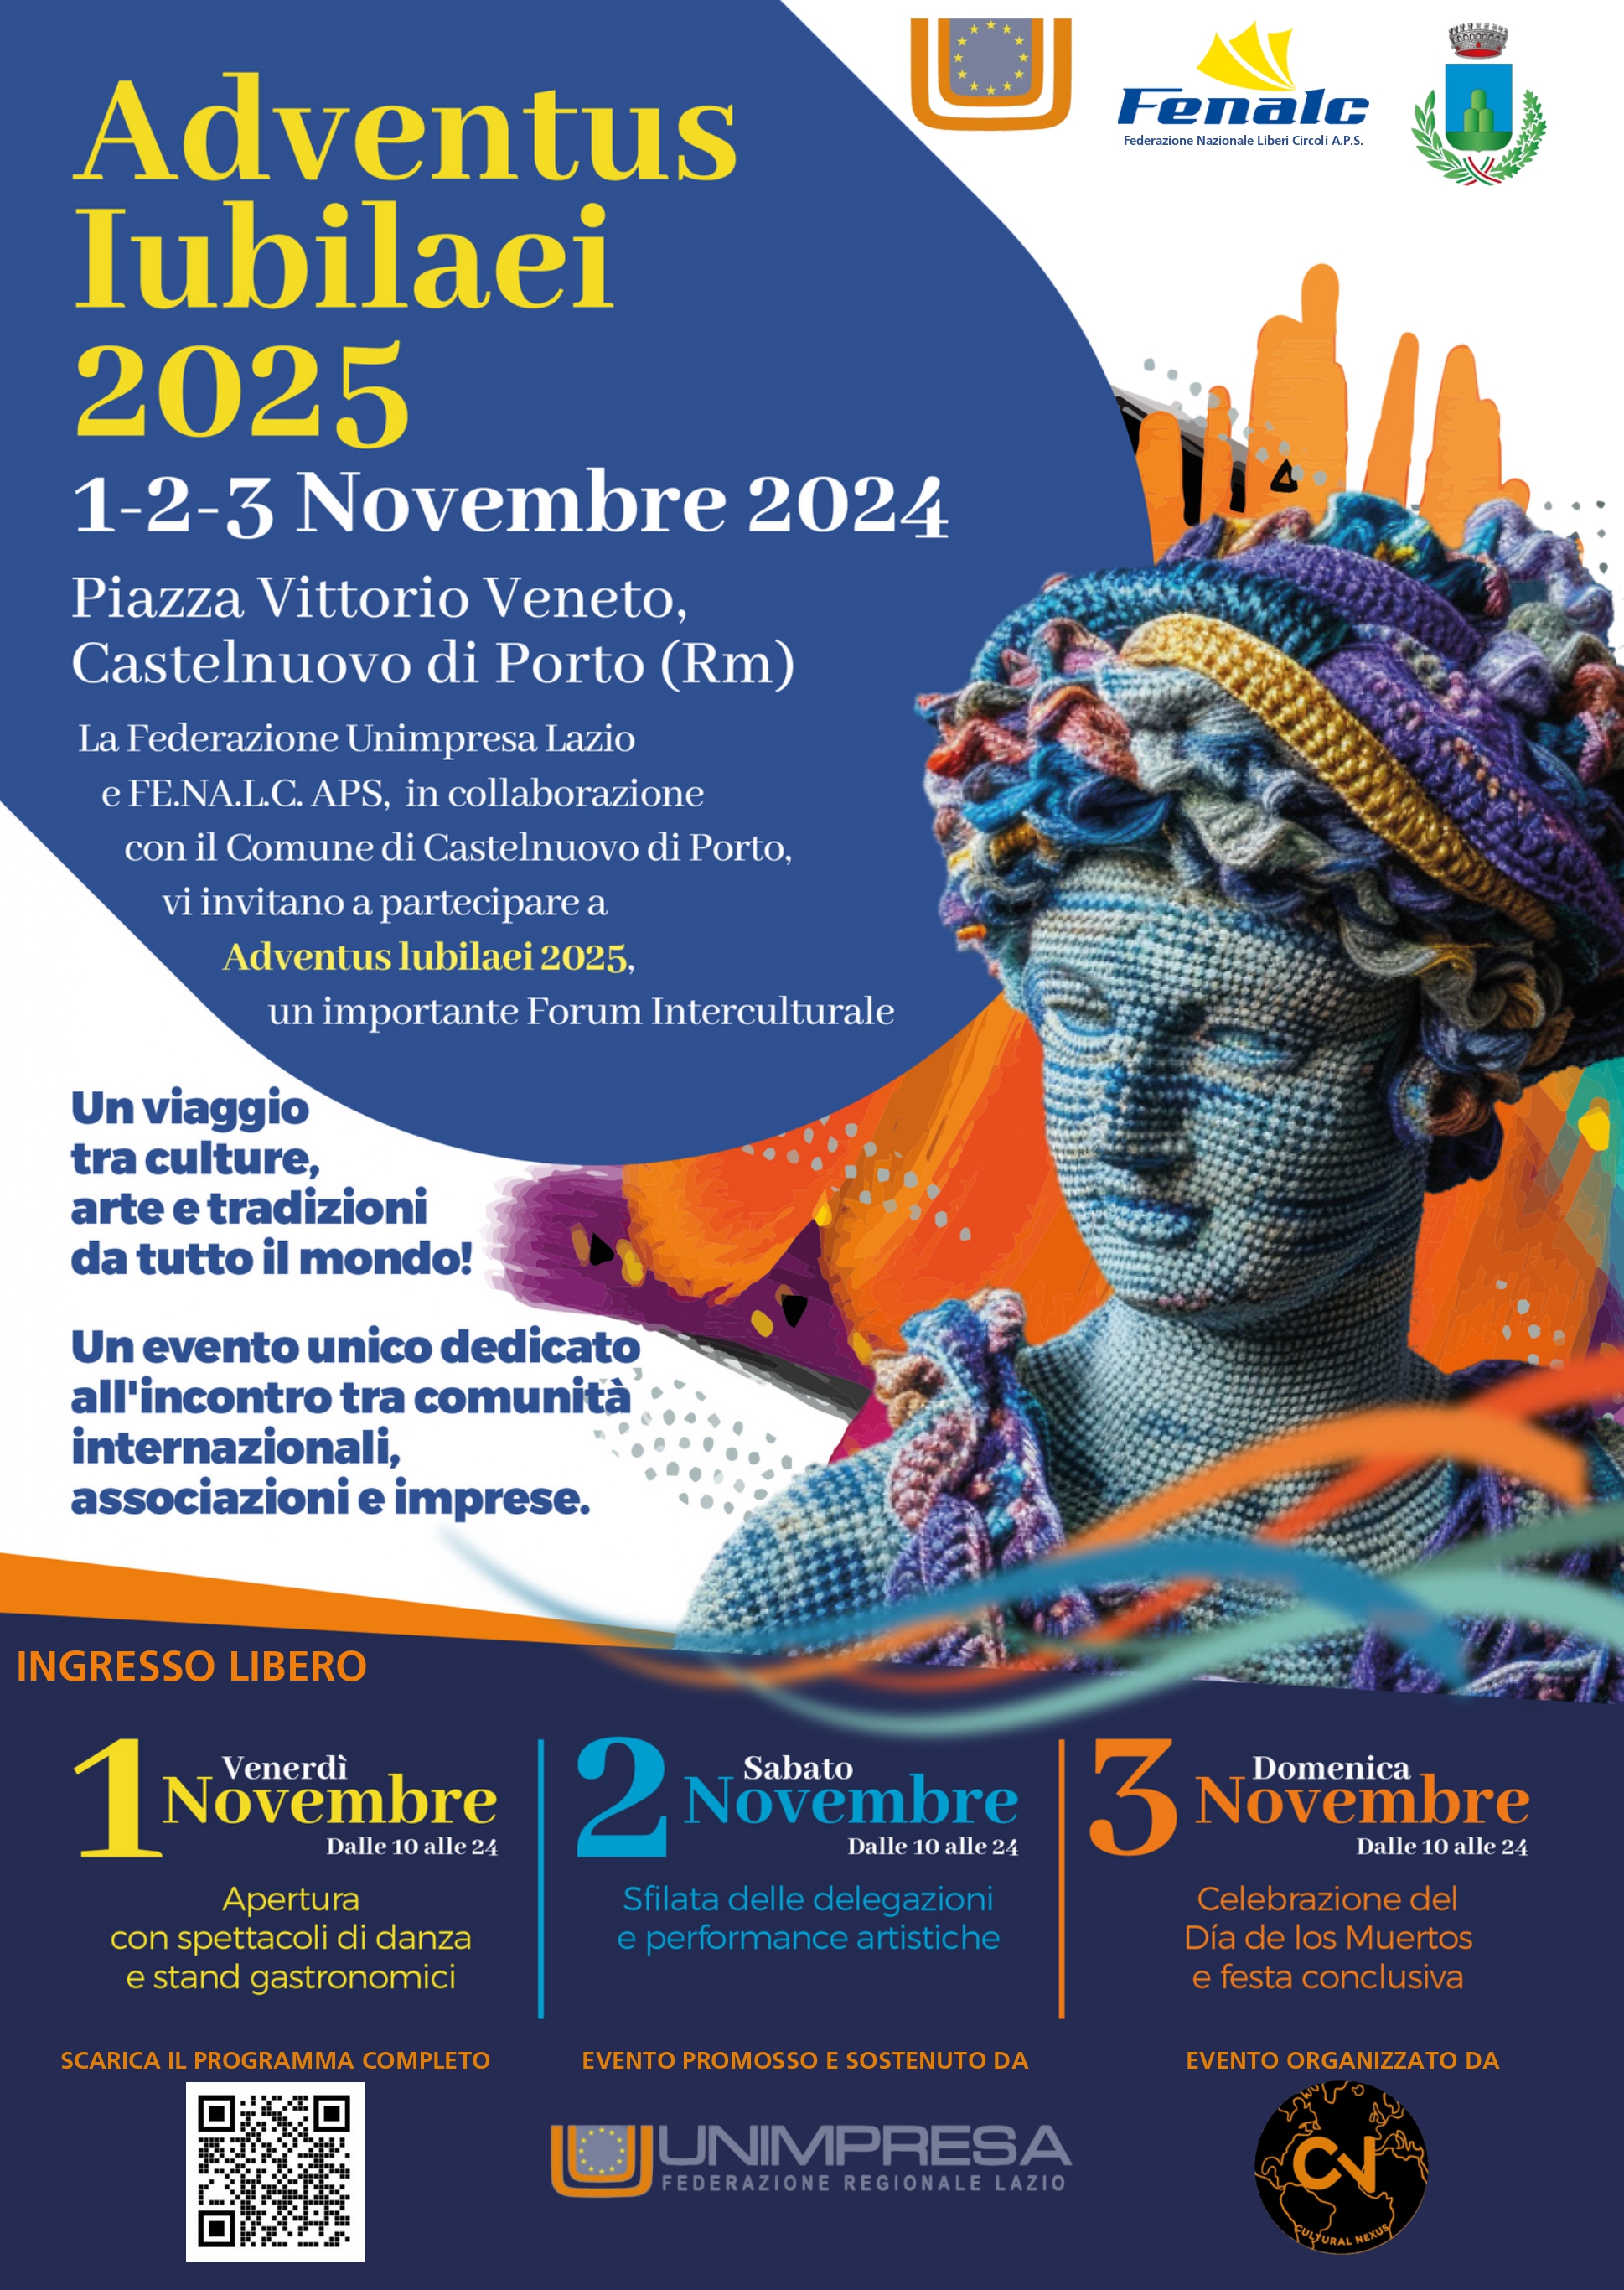 Adventus
Iubilaei
2025
1-2-3 Novembre 2024
Piazza Vittorio Veneto,
Castelnuovo di Porto (Rm)
La Federazione Unimpresa Lazio
e FE.NA.L.C. APS, in collaborazione
con il Comune di Castelnuovo di Porto,
vi invitano a partecipare a
Adventus lubilaei 2025,
un importante Forum Interculturale
Fenalc
Federazione Nazionale Liberi Circoli A.P.S.
Un viaggio
tra culture,
arte e tradizioni
da tutto il mondo!
Un evento unico dedicato
all'incontro tra comunità
internazionali,
associazioni e imprese.
INGRESSO LIBERO
1 Venerdì
Novembre
Dalle 10 alle 24
Apertura
con spettacoli di danza
e stand gastronomici
2 Sabato
Novembre
Dalle 10 alle 24
Sfilata delle delegazioni
e performance artistiche
3 Domenica
Novembre
Dalle 10 alle 24
Celebrazione del
Día de los Muertos
e festa conclusiva
SCARICA IL PROGRAMMA COMPLETO
EVENTO PROMOSSO E SOSTENUTO DA
UNIMPRESA
FEDERAZIONE REGIONALE LAZIO
EVENTO ORGANIZZATO DA
CN
CULTURAL NEXUS